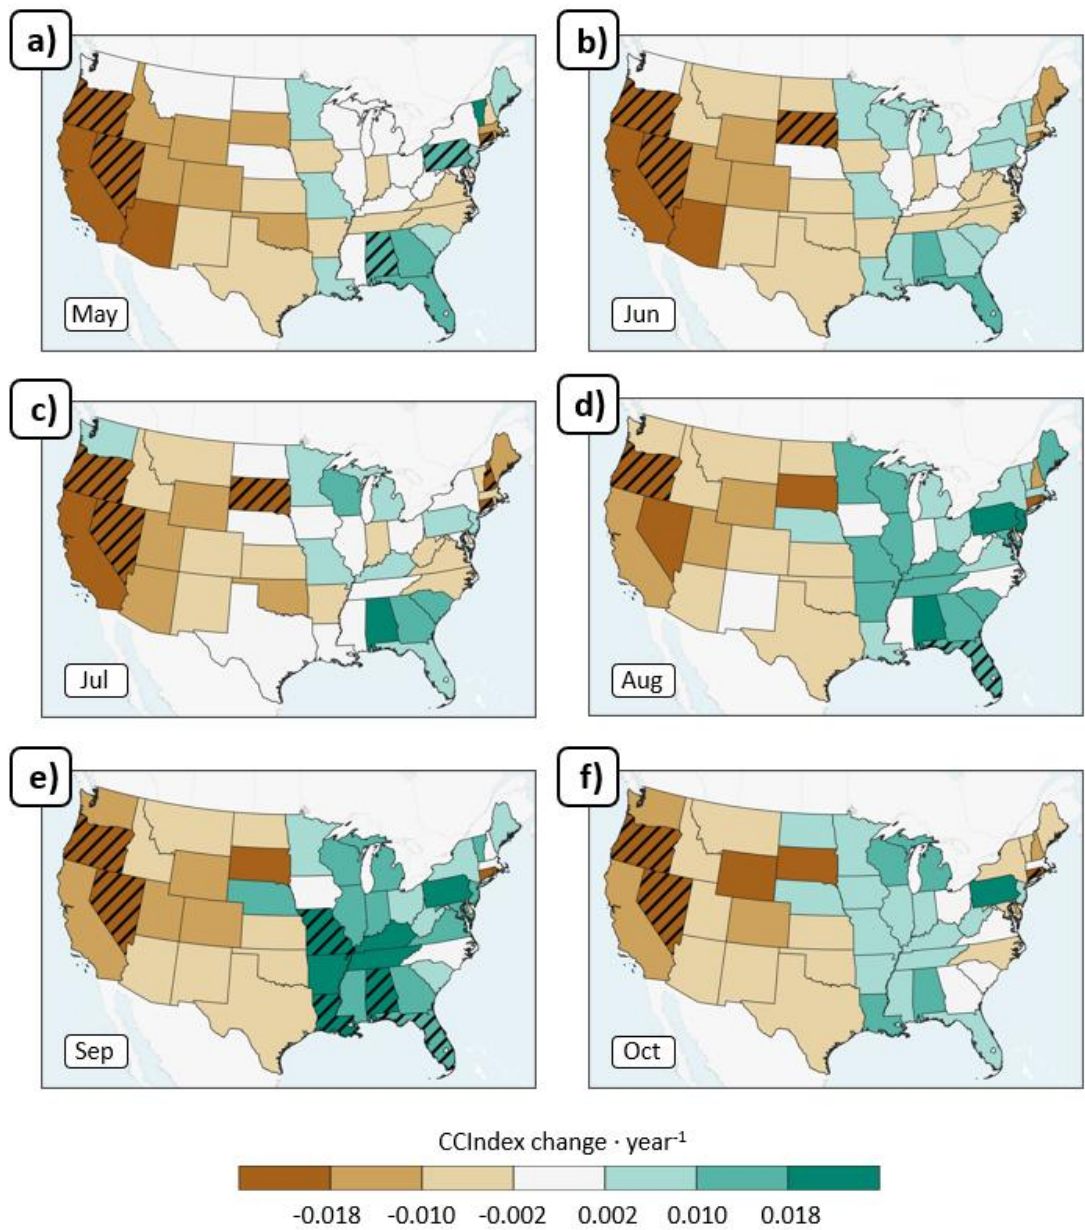 a)
b)
May
Jun
c)
d)
Jul
Aug
e)
f)
Sep
Oct
CCIndex change · year-1
-0.018 -0.010 -0.002 0.002 0.010 0.018